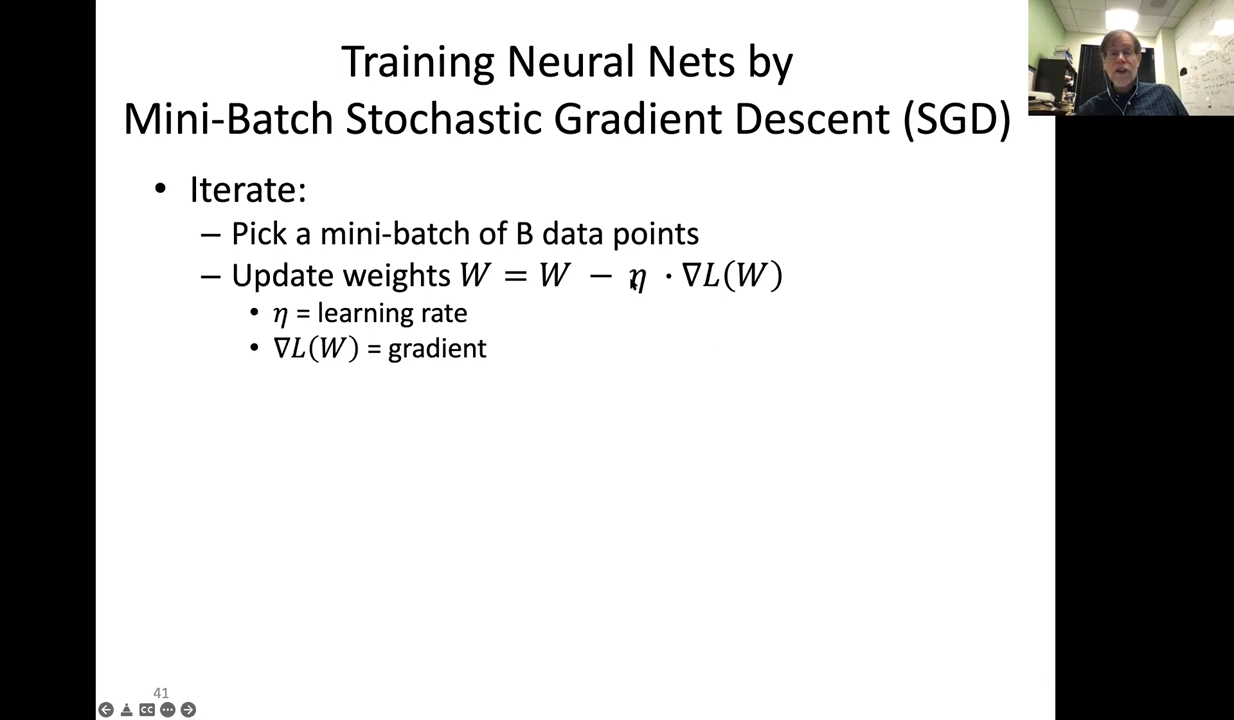 Training Neural Nets by
Mini-Batch Stochastic Gradient Descent (SGD)
• Iterate:
– Pick a mini-batch of B data points
– Update weights W = W − η · ∇L(W)
• η = learning rate
• ∇L(W) = gradient
41
CC